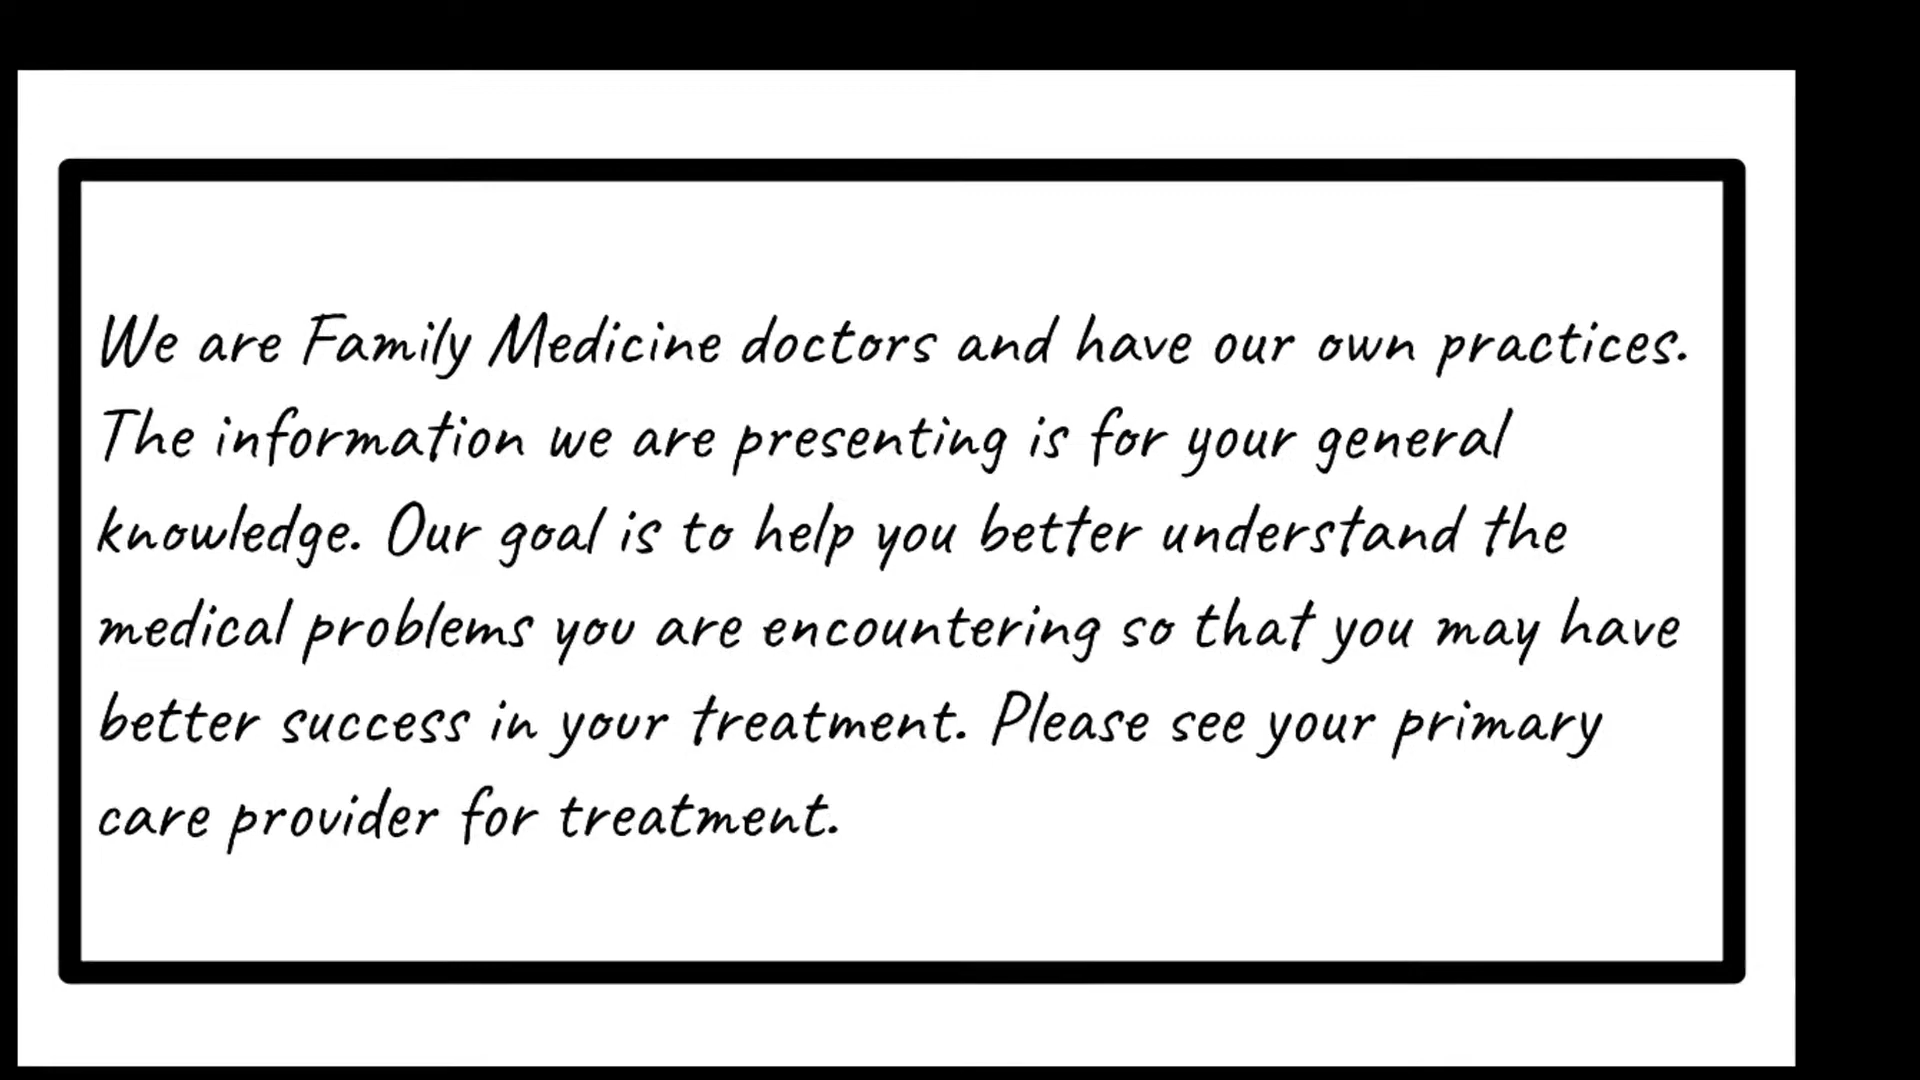 We are Family Medicine doctors and have our own practices.
The information we are presenting is for your general
knowledge. Our goal is to help you better understand the
medical problems you are encountering so that you may have
better success in your treatment. Please see your primary
care provider for treatment.